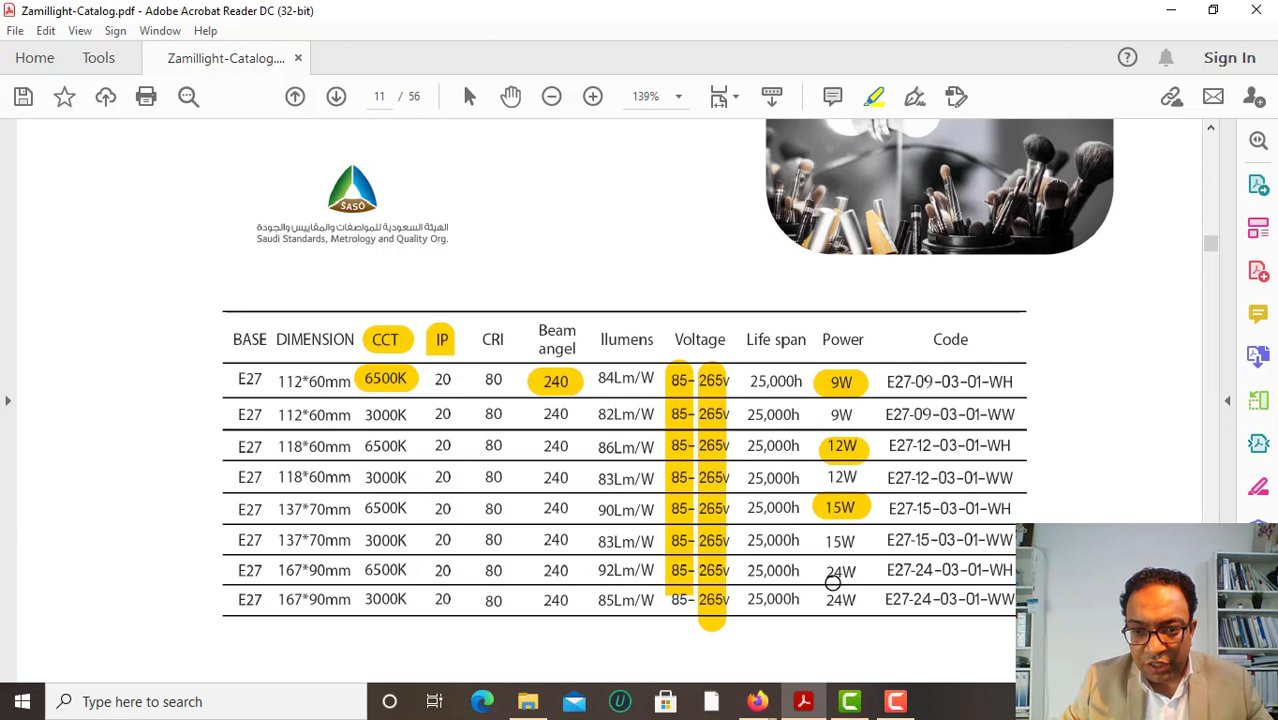 Zamillight-Catalog.pdf - Adobe Acrobat Reader DC (32-bit)
File Edit View Sign Window Help
Home Tools Zamillight-Catalog.... × Sign In
11 / 56 139%
SASO
الهيئة السعودية للمواصفات والمقاييس والجودة
Saudi Standards, Metrology and Quality Org.
BASE DIMENSION CCT IP CRI Beam angel Ilumens Voltage Life span Power Code
E27 112*60mm 6500K 20 80 240 84Lm/W 85-265v 25,000h 9W E27-09-03-01-WH
E27 112*60mm 3000K 20 80 240 82Lm/W 85-265v 25,000h 9W E27-09-03-01-WW
E27 118*60mm 6500K 20 80 240 86Lm/W 85-265v 25,000h 12W E27-12-03-01-WH
E27 118*60mm 3000K 20 80 240 83Lm/W 85-265v 25,000h 12W E27-12-03-01-WW
E27 137*70mm 6500K 20 80 240 90Lm/W 85-265v 25,000h 15W E27-15-03-01-WH
E27 137*70mm 3000K 20 80 240 83Lm/W 85-265v 25,000h 15W E27-15-03-01-WW
E27 167*90mm 6500K 20 80 240 92Lm/W 85-265v 25,000h 24W E27-24-03-01-WH
E27 167*90mm 3000K 20 80 240 85Lm/W 85-265v 25,000h 24W E27-24-03-01-WW
Type here to search